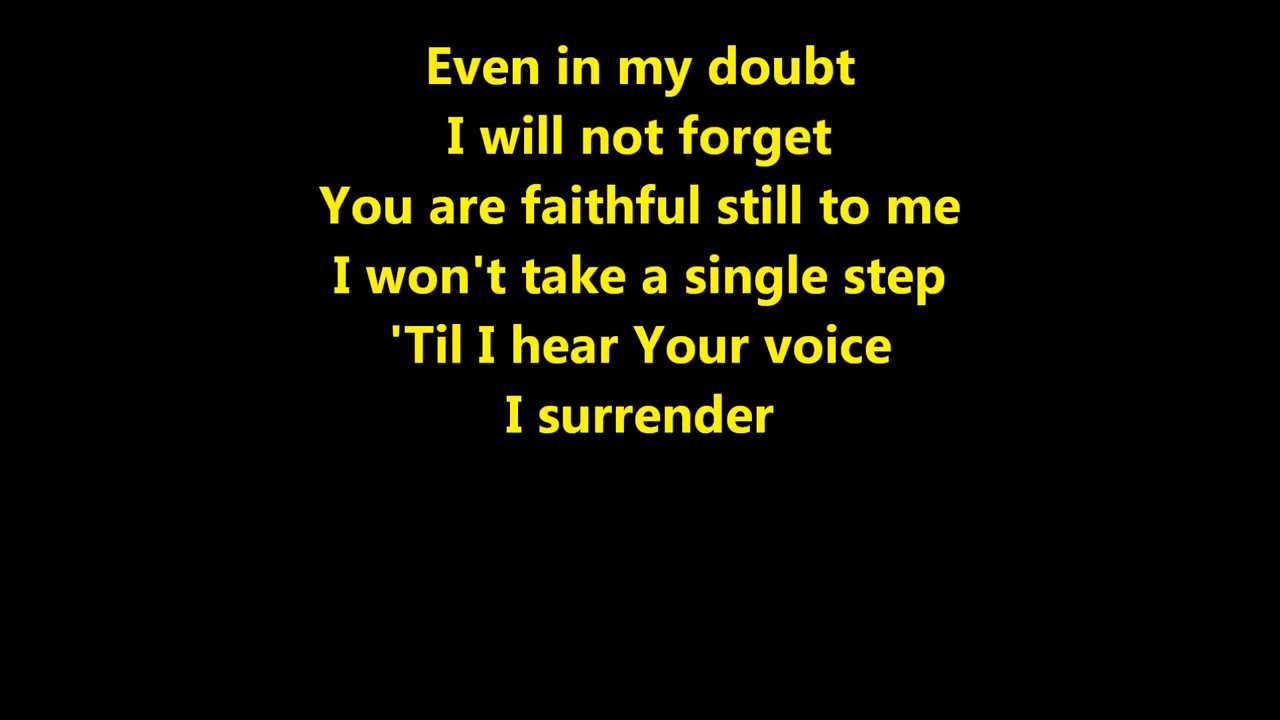 Even in my doubt
I will not forget
You are faithful still to me
I won't take a single step
'Til I hear Your voice
I surrender